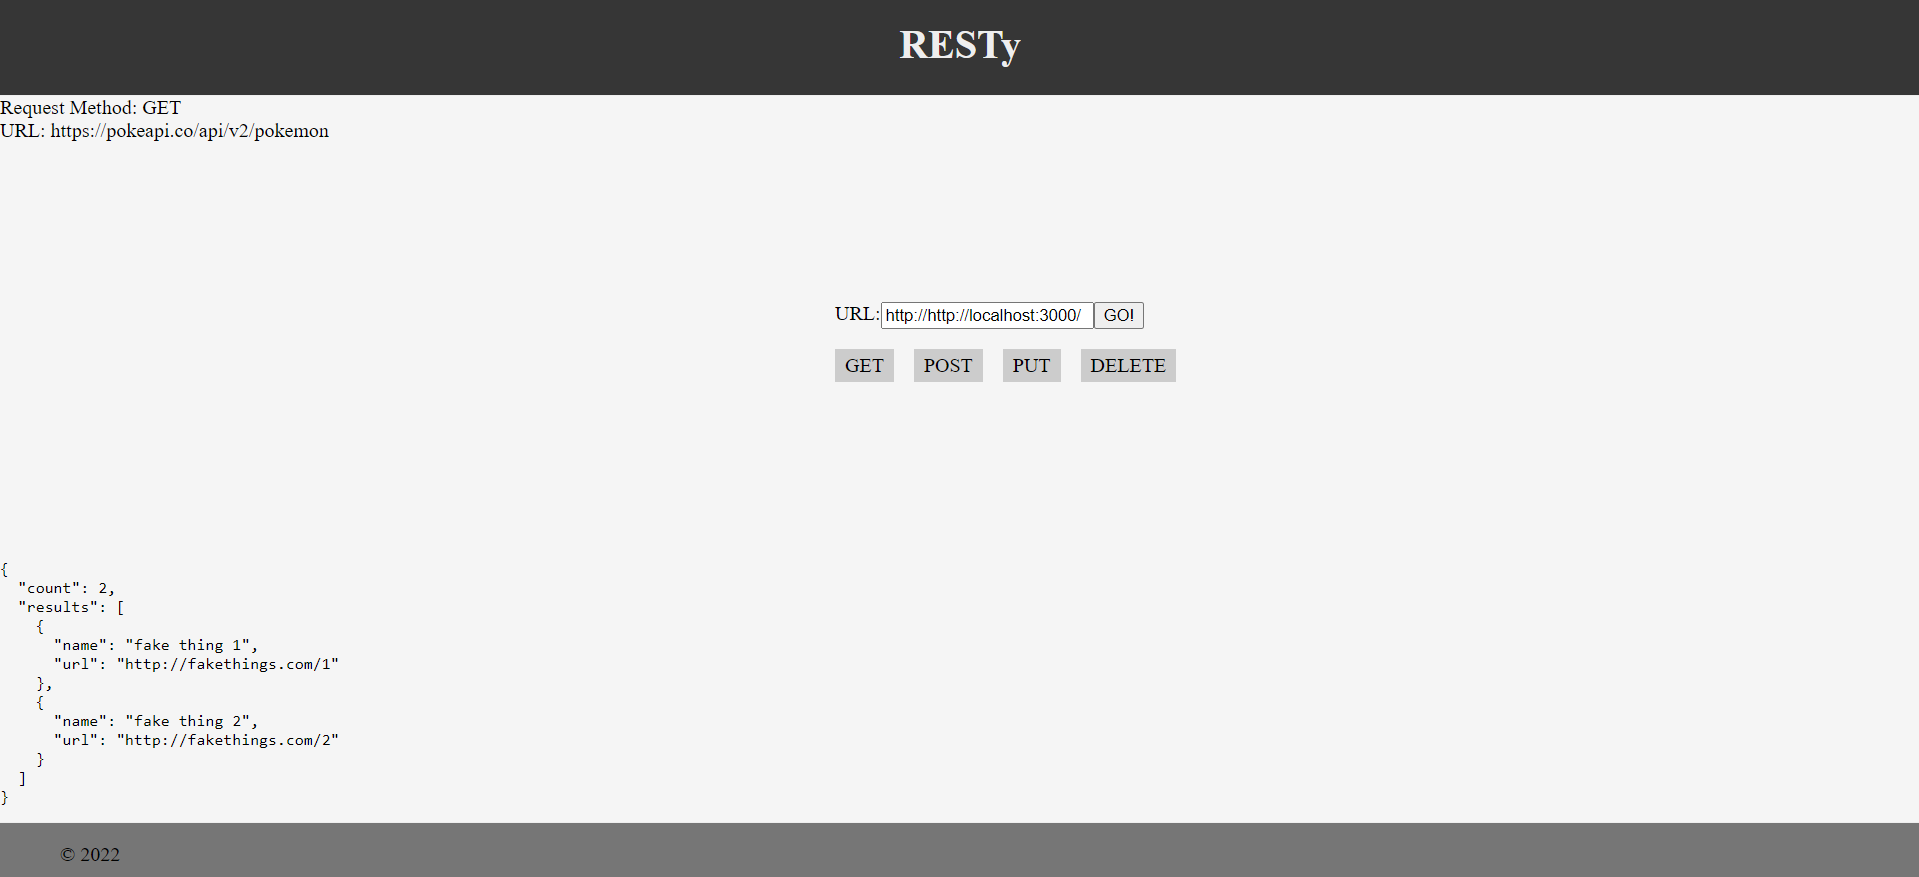 RESTy
Request Method: GET
URL: https://pokeapi.co/api/v2/pokemon
URL: http://http://localhost:3000/ GO!
GET POST PUT DELETE
{
  "count": 2,
  "results": [
    {
      "name": "fake thing 1",
      "url": "http://fakethings.com/1"
    },
    {
      "name": "fake thing 2",
      "url": "http://fakethings.com/2"
    }
  ]
}
© 2022